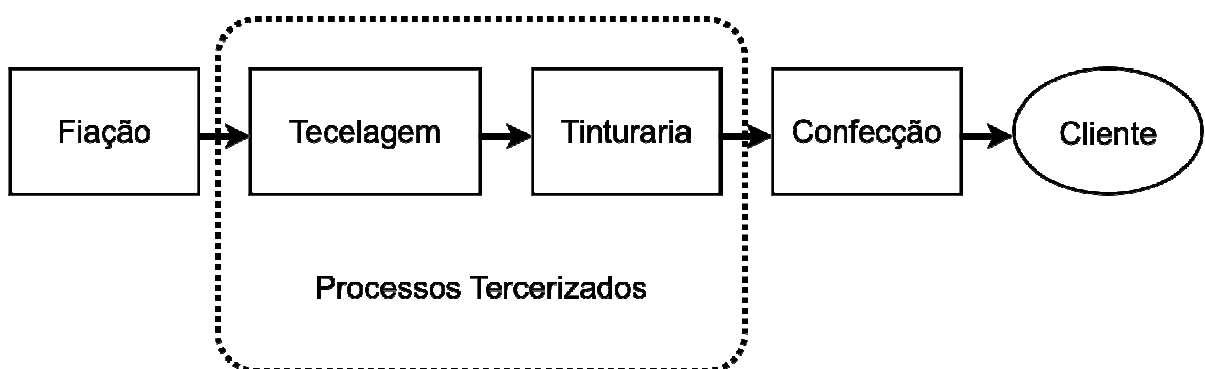 Fiação
Tecelagem
Tinturaria
Confecção
Cliente
Processos Tercerizados